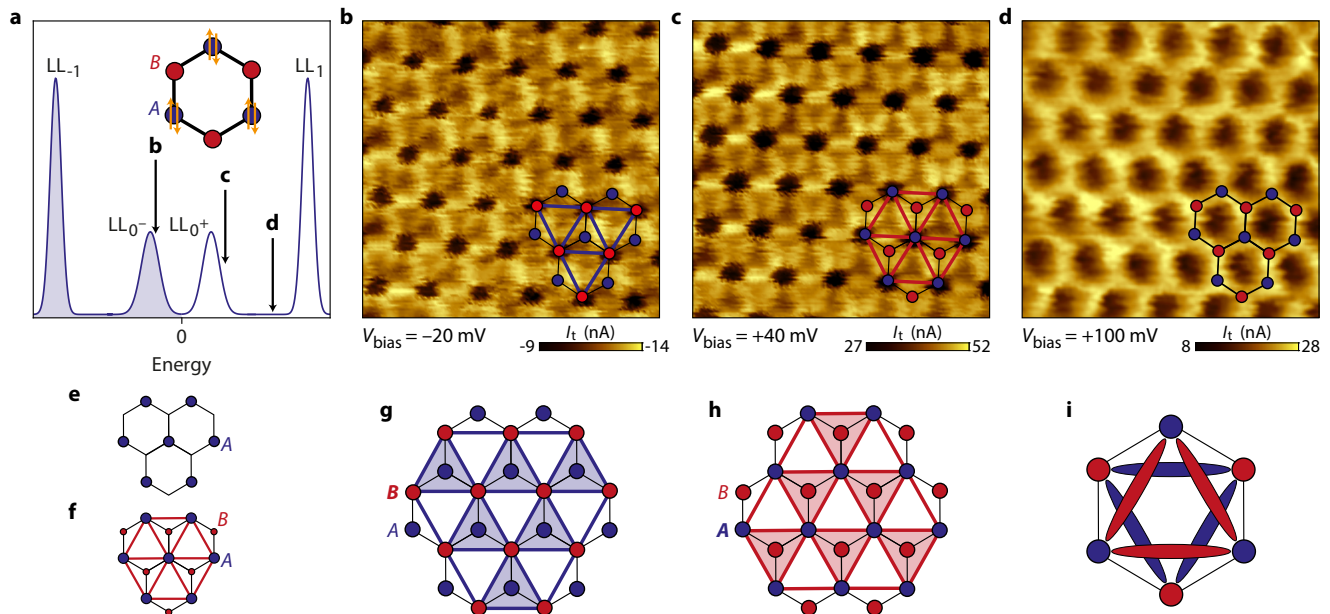 a
LL-1
LL1
B
A
b
c
d
LL0−
LL0+
0
Energy
b
Vbias = –20 mV
It (nA)
-9
-14
c
Vbias = +40 mV
It (nA)
27
52
d
Vbias = +100 mV
It (nA)
8
28
e
A
f
B
A
g
B
A
h
B
A
i